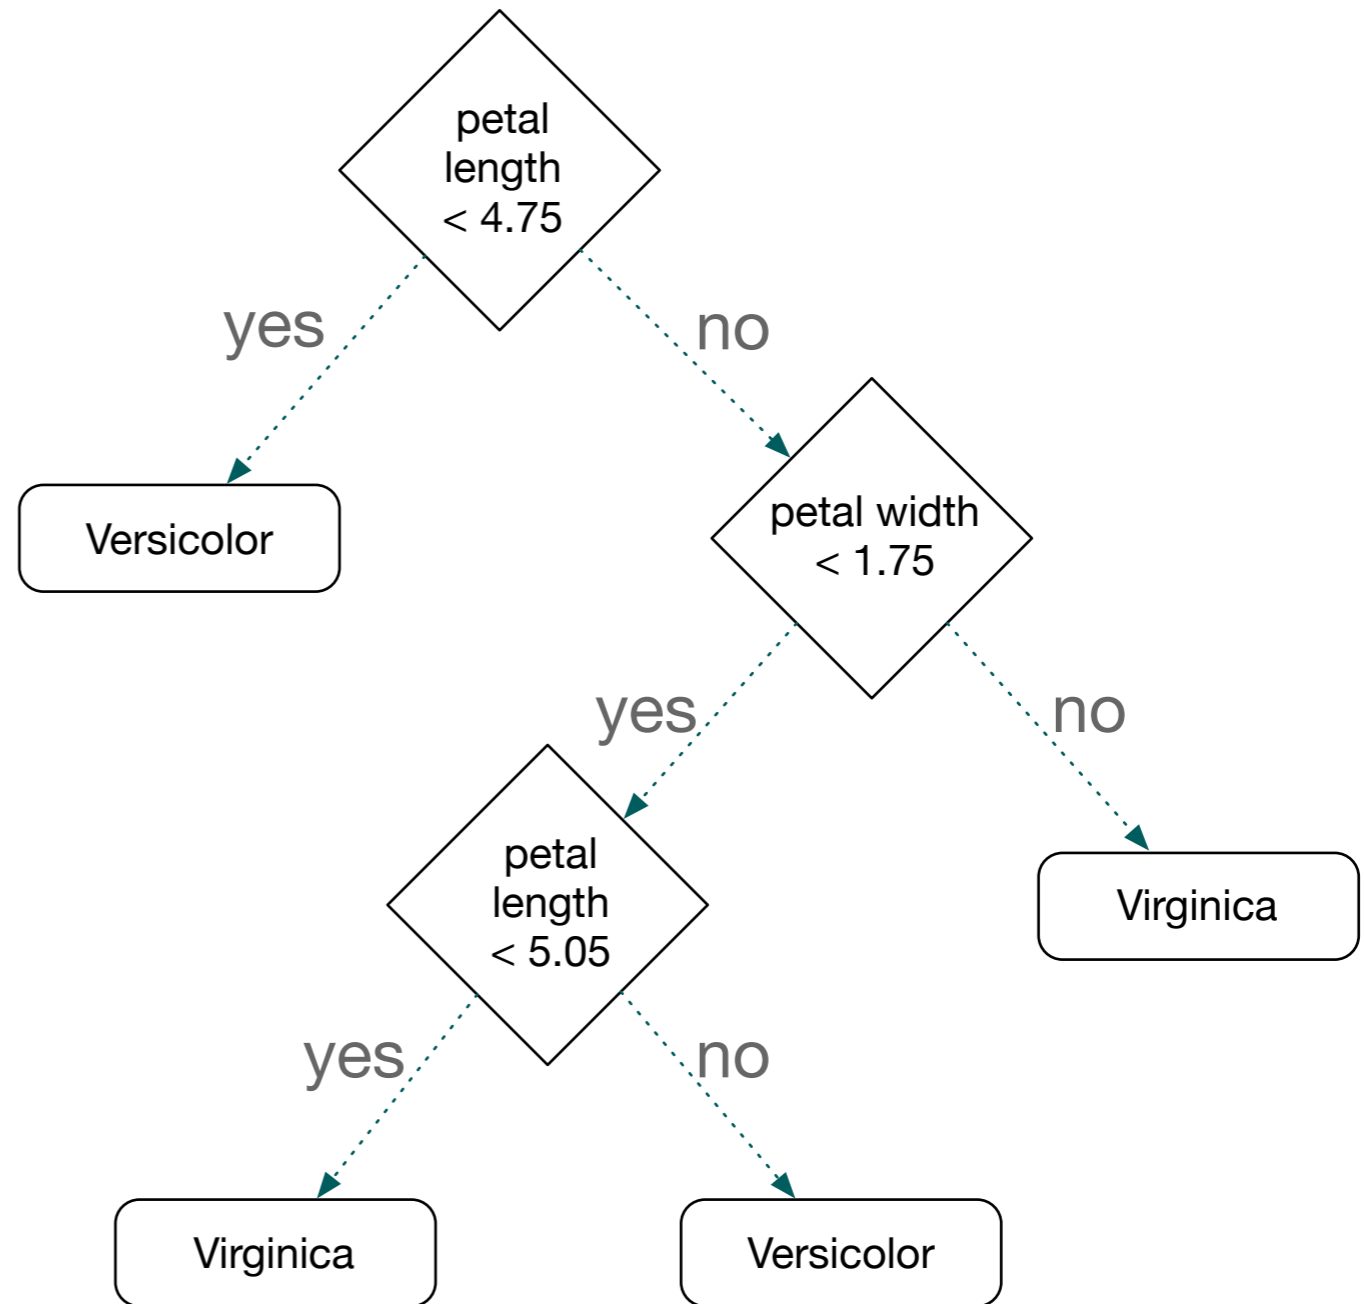 petal
length
< 4.75
yes
no
Versicolor
petal width
< 1.75
yes
no
petal
length
< 5.05
Virginica
yes
no
Virginica
Versicolor